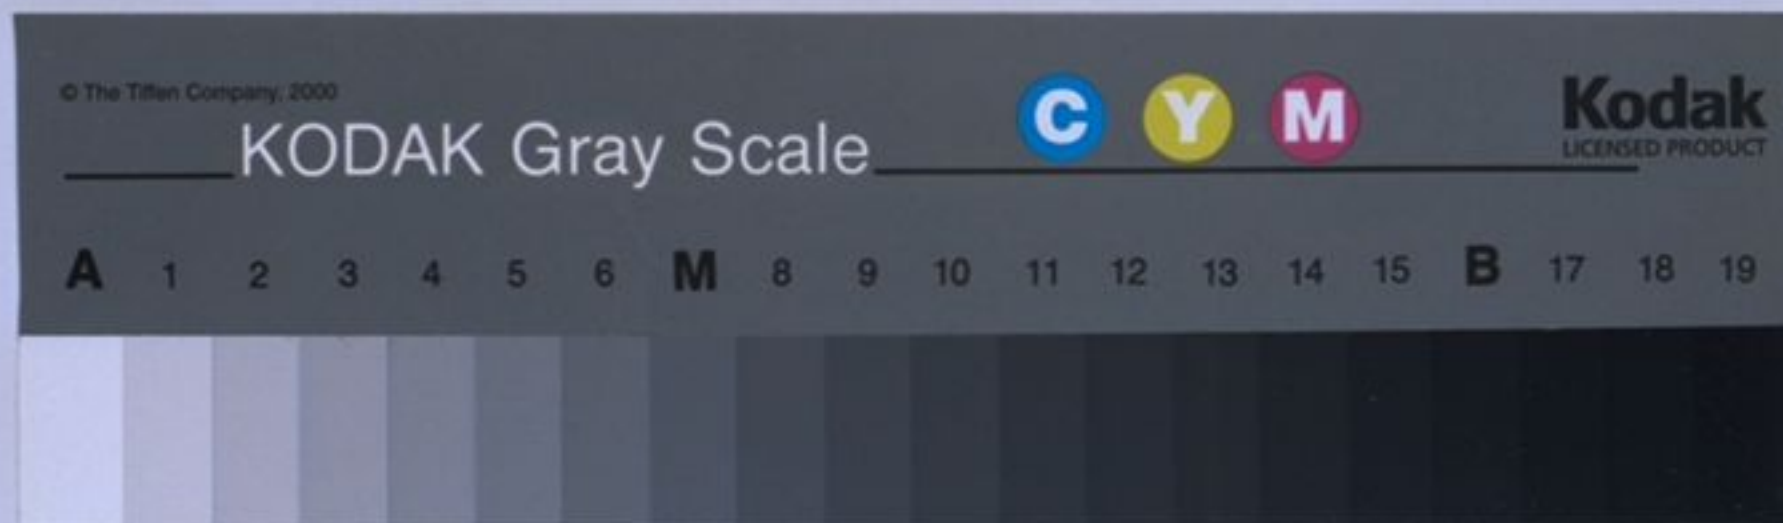 © The Tiffen Company, 2000
KODAK Gray Scale
C Y M
Kodak
LICENSED PRODUCT
A 1 2 3 4 5 6 M 8 9 10 11 12 13 14 15 B 17 18 19